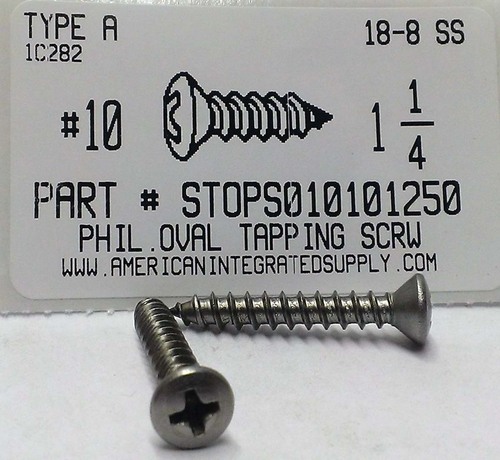 TYPE A 18-8 SS
1C282
#10 1 1/4
PART # STOPS010101250
PHIL.OVAL TAPPING SCRW
WWW.AMERICANINTEGRATEDSUPPLY.COM